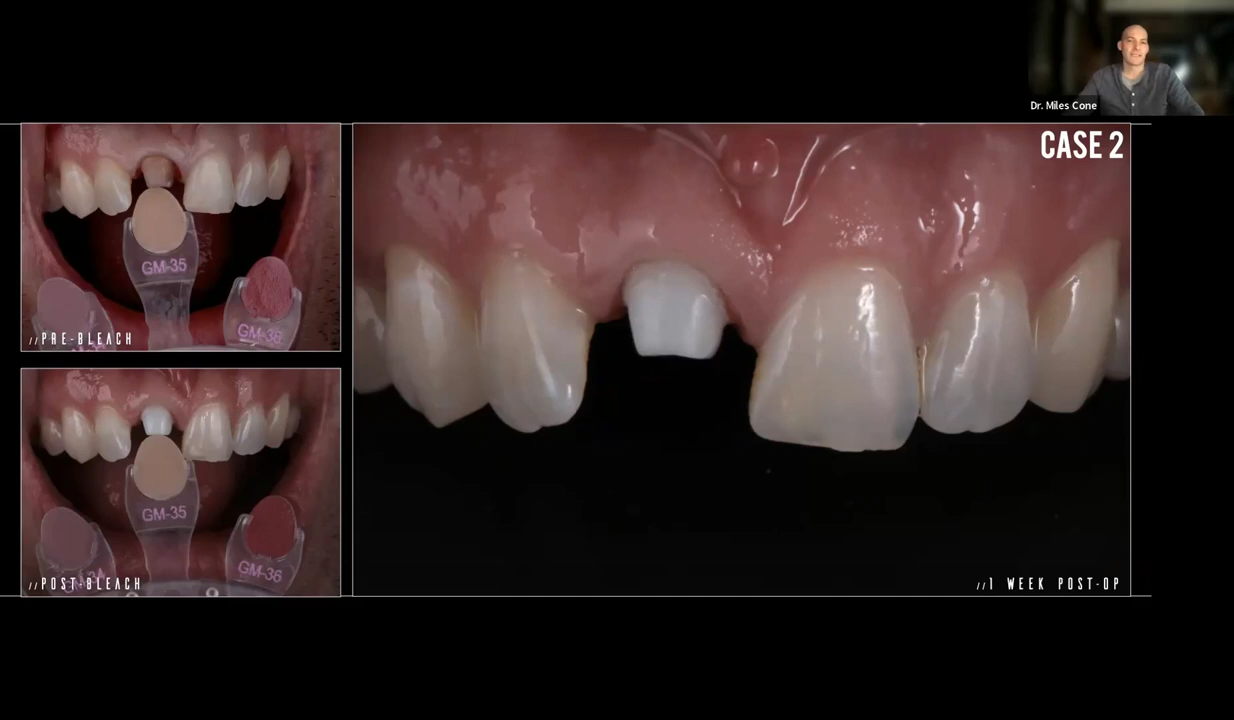 Dr. Miles Cone
CASE 2
GM-35
GM-36
//PRE-BLEACH
GM-35
GM-36
//POST-BLEACH
//1 WEEK POST-OP